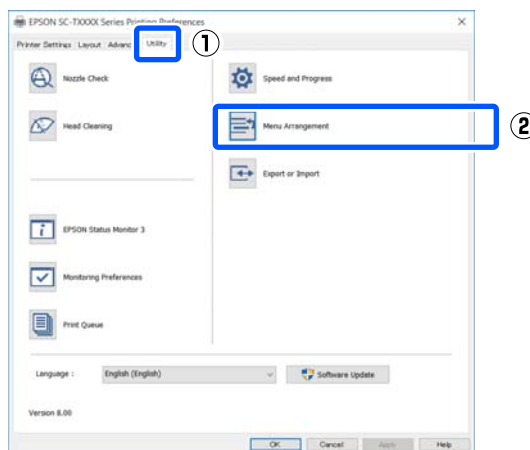 EPSON SC-TXXXX Series Printing Preferences
Printer Settings Layout Advanc Utility ①
Nozzle Check
Speed and Progress
Head Cleaning
Menu Arrangement ②
Export or Import
EPSON Status Monitor 3
Monitoring Preferences
Print Queue
Language : English (English) Software Update
Version 8.00
OK Cancel Apply Help